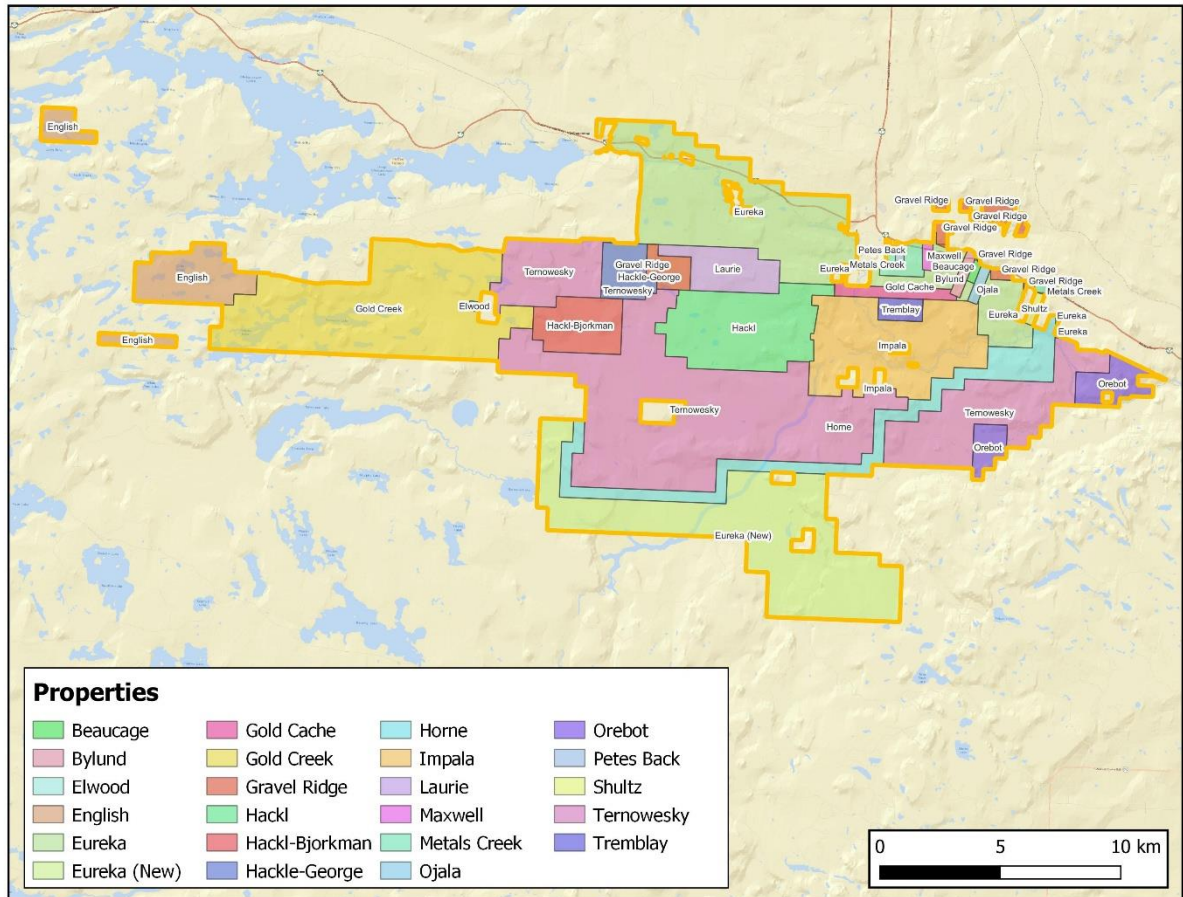 English
Eureka
Gravel Ridge
Gravel Ridge
Gravel Ridge
Gravel Ridge
Petes Back
Maxwell
Gravel Ridge
Metals Creek
Beaucage
Gravel Ridge
Laurie
Eureka
Gravel Ridge
English
Ternowesky
Hackle-George
Bylund
Gravel Ridge
Ternowesky
Gold Cache
Ojala
Metals Creek
Elwood
Gold Creek
Tremblay
Shultz
Eureka
Eureka
Hackl-Bjorkman
Hackl
Eureka
English
Impala
Impala
Orebot
Ternowesky
Ternowesky
Horne
Orebot
Eureka (New)
Properties
Beaucage
Bylund
Elwood
English
Eureka
Eureka (New)
Gold Cache
Gold Creek
Gravel Ridge
Hackl
Hackl-Bjorkman
Hackle-George
Horne
Impala
Laurie
Maxwell
Metals Creek
Ojala
Orebot
Petes Back
Shultz
Ternowesky
Tremblay
0 5 10 km